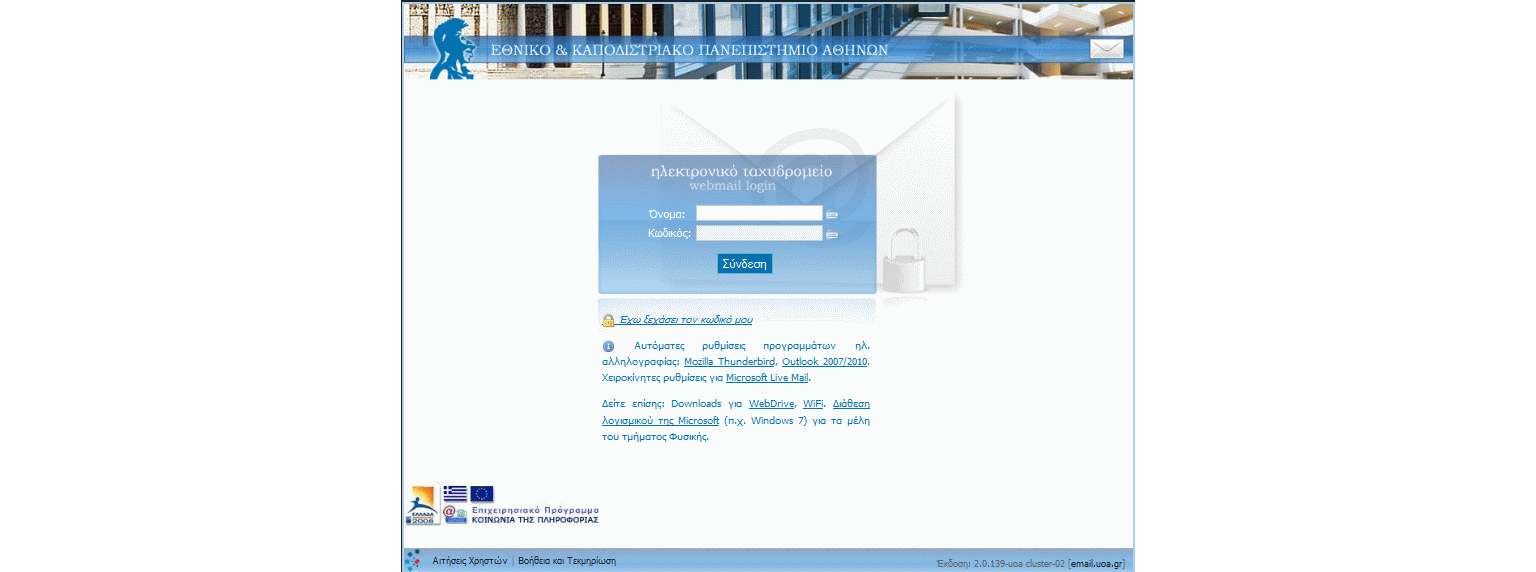 ΕΘΝΙΚΟ & ΚΑΠΟΔΙΣΤΡΙΑΚΟ ΠΑΝΕΠΙΣΤΗΜΙΟ ΑΘΗΝΩΝ
ηλεκτρονικό ταχυδρομείο
webmail login
Όνομα:
Κωδικός:
Σύνδεση
Έχω ξεχάσει τον κωδικό μου
Αυτόματες ρυθμίσεις προγραμμάτων ηλ.
αλληλογραφίας: Mozilla Thunderbird, Outlook 2007/2010.
Χειροκίνητες ρυθμίσεις για Microsoft Live Mail.
Δείτε επίσης: Downloads για WebDrive, WiFi. Διάθεση
λογισμικού της Microsoft (π.χ. Windows 7) για τα μέλη
του τμήματος Φυσικής.
ΕΛΛΑΔΑ
2006
Επιχειρησιακό Πρόγραμμα
ΚΟΙΝΩΝΙΑ ΤΗΣ ΠΛΗΡΟΦΟΡΙΑΣ
Αιτήσεις Χρηστών | Βοήθεια και Τεκμηρίωση
Έκδοση: 2.0.139-uoa cluster-02 [email.uoa.gr]